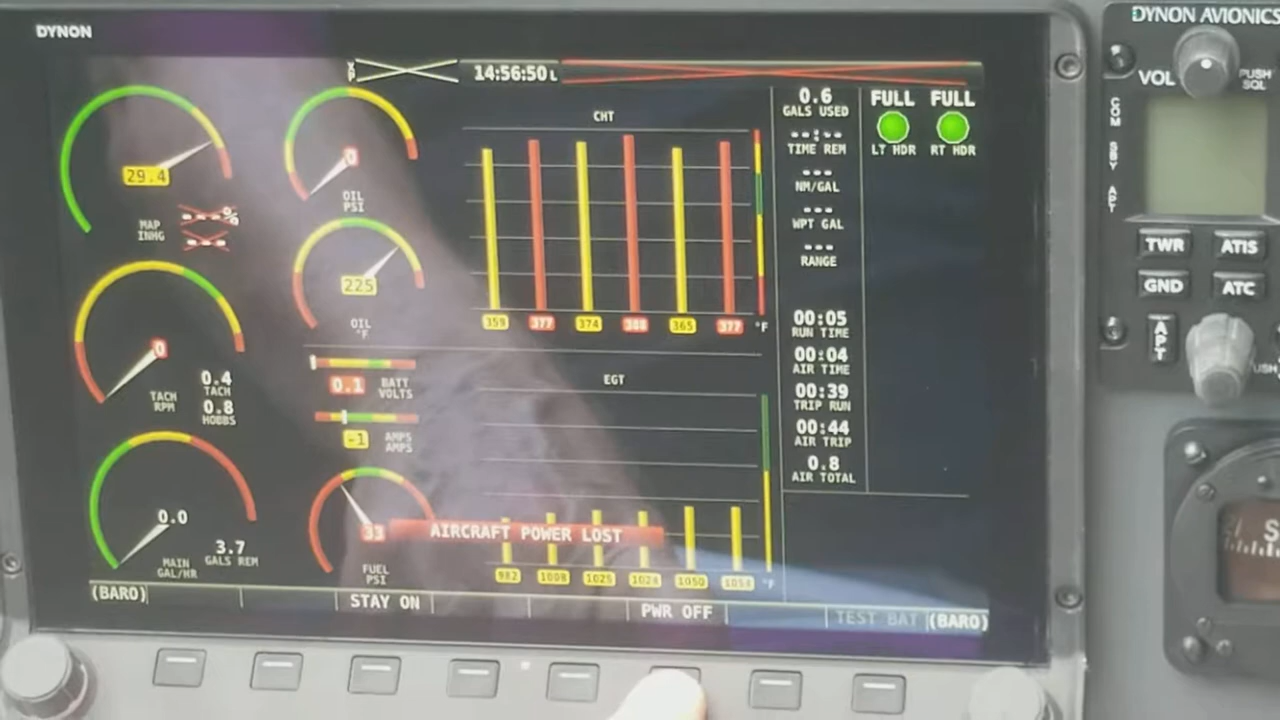 DYNON
14:56:50L
29.4
MAP
INHG
%
0
OIL
PSI
225
OIL
°F
0
TACH
RPM
0.4
TACH
0.8
HOBBS
0.1
BATT
VOLTS
-1
AMPS
AMPS
0.0
MAIN
GAL/HR
3.7
GALS REM
33
FUEL
PSI
CHT
359 377 374 388 365 377 °F
EGT
AIRCRAFT POWER LOST
982 1008 1025 1024 1050 1054 °F
0.6
GALS USED
--:--
TIME REM
---
NM/GAL
---
WPT GAL
---
RANGE
00:05
RUN TIME
00:04
AIR TIME
00:39
TRIP RUN
00:44
AIR TRIP
0.8
AIR TOTAL
FULL FULL
LT HDR RT HDR
(BARO) STAY ON PWR OFF TEST BAT (BARO)
DYNON AVIONICS
VOL
PUSH
SQL
COM SBY APT
TWR ATIS
GND ATC
APT
S